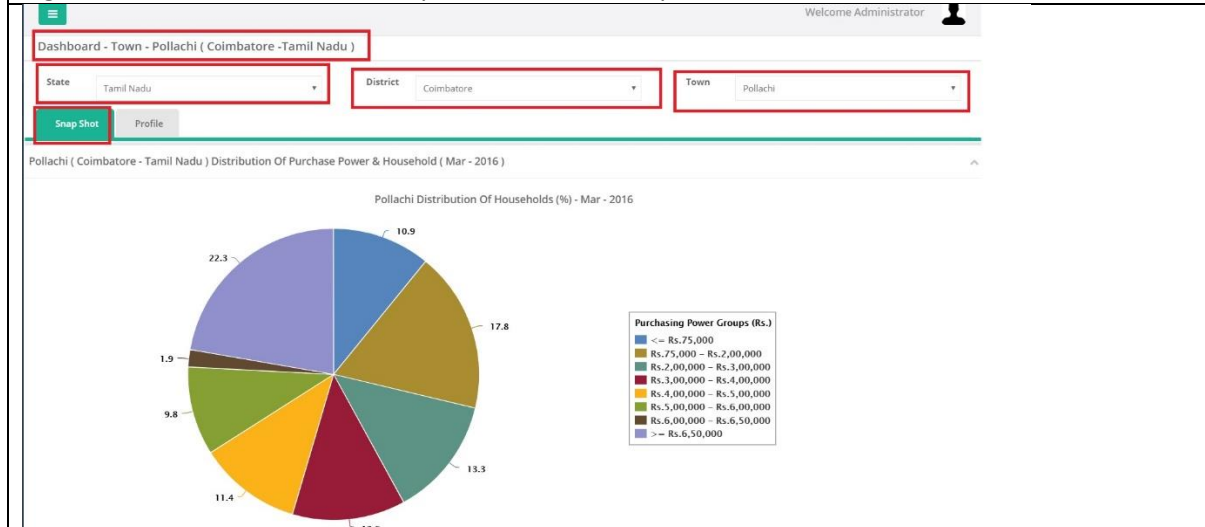 Welcome Administrator
Dashboard - Town - Pollachi ( Coimbatore -Tamil Nadu )
State Tamil Nadu District Coimbatore Town Pollachi
Snap Shot Profile
Pollachi ( Coimbatore - Tamil Nadu ) Distribution Of Purchase Power & Household ( Mar - 2016 )
Pollachi Distribution Of Households (%) - Mar - 2016
10.9
22.3
17.8
1.9
9.8
13.3
11.4
Purchasing Power Groups (Rs.)
<= Rs.75,000
Rs.75,000 – Rs.2,00,000
Rs.2,00,000 – Rs.3,00,000
Rs.3,00,000 – Rs.4,00,000
Rs.4,00,000 – Rs.5,00,000
Rs.5,00,000 – Rs.6,00,000
Rs.6,00,000 – Rs.6,50,000
>= Rs.6,50,000